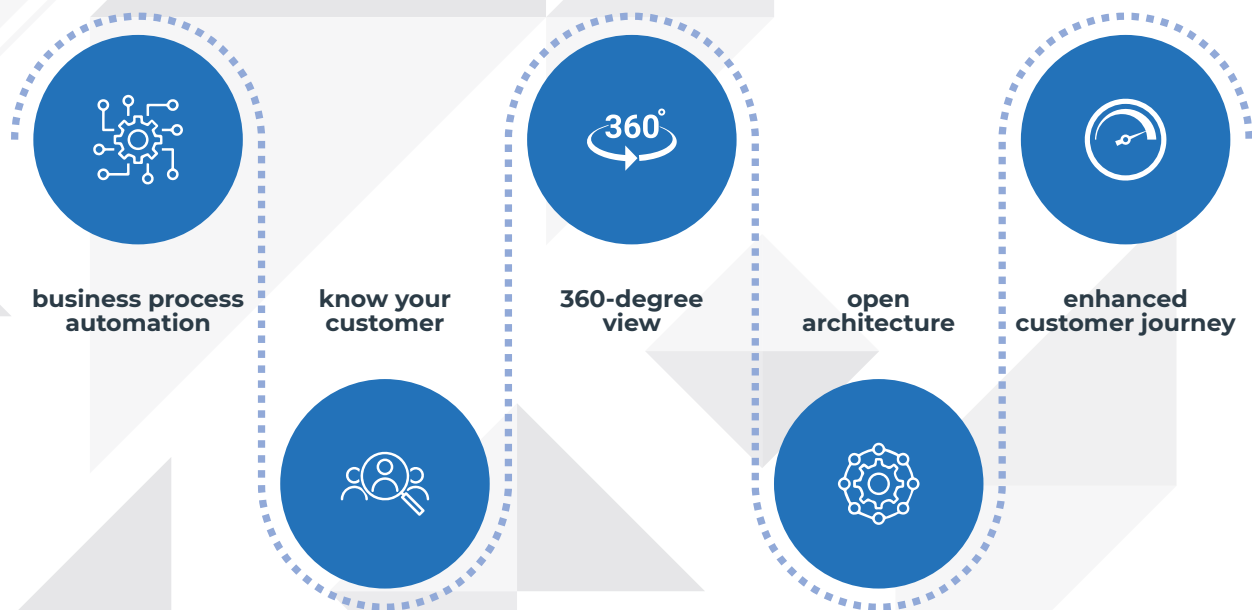 360°
business process
automation
know your
customer
360-degree
view
open
architecture
enhanced
customer journey